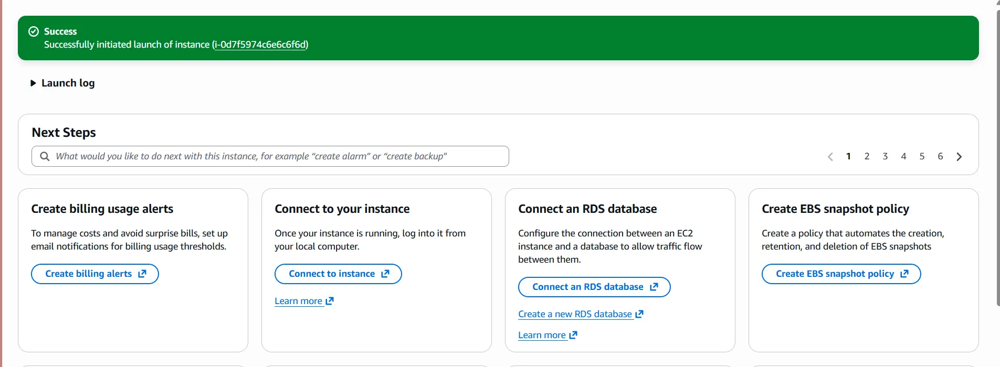 Success
Successfully initiated launch of instance (i-0d7f5974c6e6c6f6d)
Launch log
Next Steps
What would you like to do next with this instance, for example “create alarm” or “create backup"
1 2 3 4 5 6
Create billing usage alerts
To manage costs and avoid surprise bills, set up
email notifications for billing usage thresholds.
Create billing alerts
Connect to your instance
Once your instance is running, log into it from
your local computer.
Connect to instance
Learn more
Connect an RDS database
Configure the connection between an EC2
instance and a database to allow traffic flow
between them.
Connect an RDS database
Create a new RDS database
Learn more
Create EBS snapshot policy
Create a policy that automates the creation,
retention, and deletion of EBS snapshots
Create EBS snapshot policy